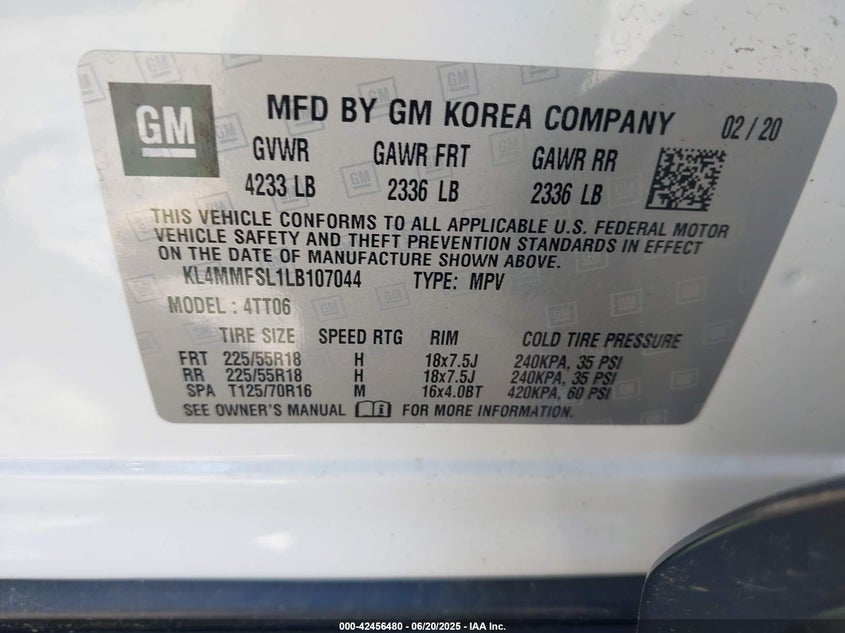 GM
MFD BY GM KOREA COMPANY 02/20
GVWR GAWR FRT GAWR RR
4233 LB 2336 LB 2336 LB
THIS VEHICLE CONFORMS TO ALL APPLICABLE U.S. FEDERAL MOTOR
VEHICLE SAFETY AND THEFT PREVENTION STANDARDS IN EFFECT
ON THE DATE OF MANUFACTURE SHOWN ABOVE.
KL4MMFSL1LB107044 TYPE: MPV
MODEL : 4TT06
TIRE SIZE SPEED RTG RIM COLD TIRE PRESSURE
FRT 225/55R18 H 18x7.5J 240KPA, 35 PSI
RR 225/55R18 H 18x7.5J 240KPA, 35 PSI
SPA T125/70R16 M 16x4.0BT 420KPA, 60 PSI
SEE OWNER'S MANUAL FOR MORE INFORMATION.
000-42456480 - 06/20/2025 - IAA Inc.